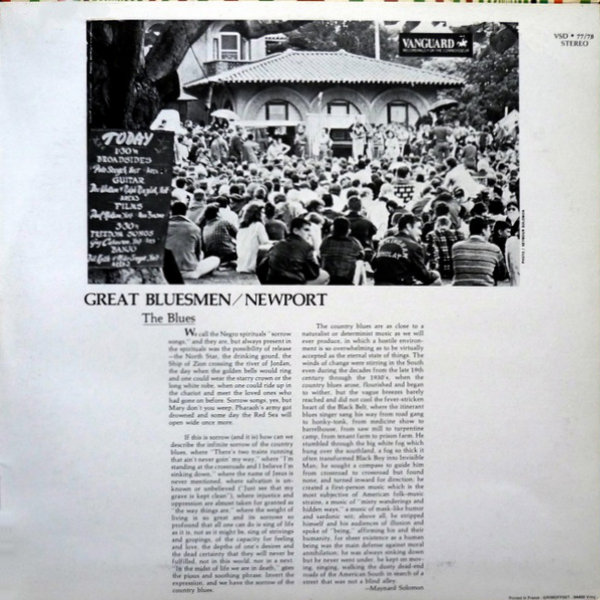 VANGUARD
RECORDINGS FOR THE CONNOISSEUR
VSD • 77/78
STEREO
TODAY
1:30
BROADSIDES
GUITAR
AREA 5
FILMS
3:30
FREEDOM SONGS
BANJO
AREA 5
PHOTO / SEYMOUR SOLOMON
GREAT BLUESMEN/NEWPORT
The Blues
We call the Negro spirituals "sorrow
songs," and they are, but always present in
the spirituals was the possibility of release
—the North Star, the drinking gourd, the
Ship of Zion crossing the river of Jordan,
the day when the golden bells would ring
and one could wear the starry crown or the
long white robe, when one could ride up in
the chariot and meet the loved ones who
had gone on before. Sorrow songs, yes, but
Mary don't you weep, Pharaoh's army got
drowned and some day the Red Sea will
open wide once more.
If this is sorrow (and it is) how can we
describe the infinite sorrow of the country
blues, where "There's two trains running
that ain't never goin' my way," where "I'm
standing at the crossroads and I believe I'm
sinking down," where the name of Jesus is
never mentioned, where salvation is un-
known or unbelieved ("Just see that my
grave is kept clean"), where injustice and
oppression are almost taken for granted as
"the way things are," where the weight of
living is so great and its sorrows so
profound that all one can do is sing of life
as it is, not as it might be, sing of strivings
and gropings, of the capacity for feeling
and love, the depths of one's desires and
the dead certainty that they will never be
fulfilled, not in this world, nor in a next.
"In the midst of life we are in death," goes
the pious and soothing phrase. Invert the
expression, and we have the sorrow of the
country blues.
The country blues are as close to a
naturalist or determinist music as we will
ever produce, in which a hostile environ-
ment is so overwhelming as to be virtually
accepted as the eternal state of things. The
winds of change were stirring in the South
even during the decades from the late 19th
century through the 1930's, when the
country blues arose, flourished and began
to wither, but the vague breezes barely
reached and did not cool the fever-stricken
heart of the Black Belt, where the itinerant
blues singer sang his way from road gang
to honky-tonk, from medicine show to
barrelhouse, from saw mill to turpentine
camp, from tenant farm to prison farm. He
stumbled through the big white fog which
hung over the southland, a fog so thick it
often transformed Black Boy into Invisible
Man; he sought a compass to guide him
from crossroad to crossroad but found
none, and turned inward for direction; he
created a first-person music which is the
most subjective of American folk-music
strains, a music of "misty wanderings and
hidden ways," a music of mask-like humor
and sardonic wit; above all, he stripped
himself and his audiences of illusion and
spoke of "being," affirming his and their
humanity, for sheer existence as a human
being was the main defense against moral
annihilation; he was always sinking down
but he never went under; he kept on mov-
ing, singing, walking the dusty dead-end
roads of the American South in search of a
street that was not a blind alley.
—Maynard Solomon
Printed in France